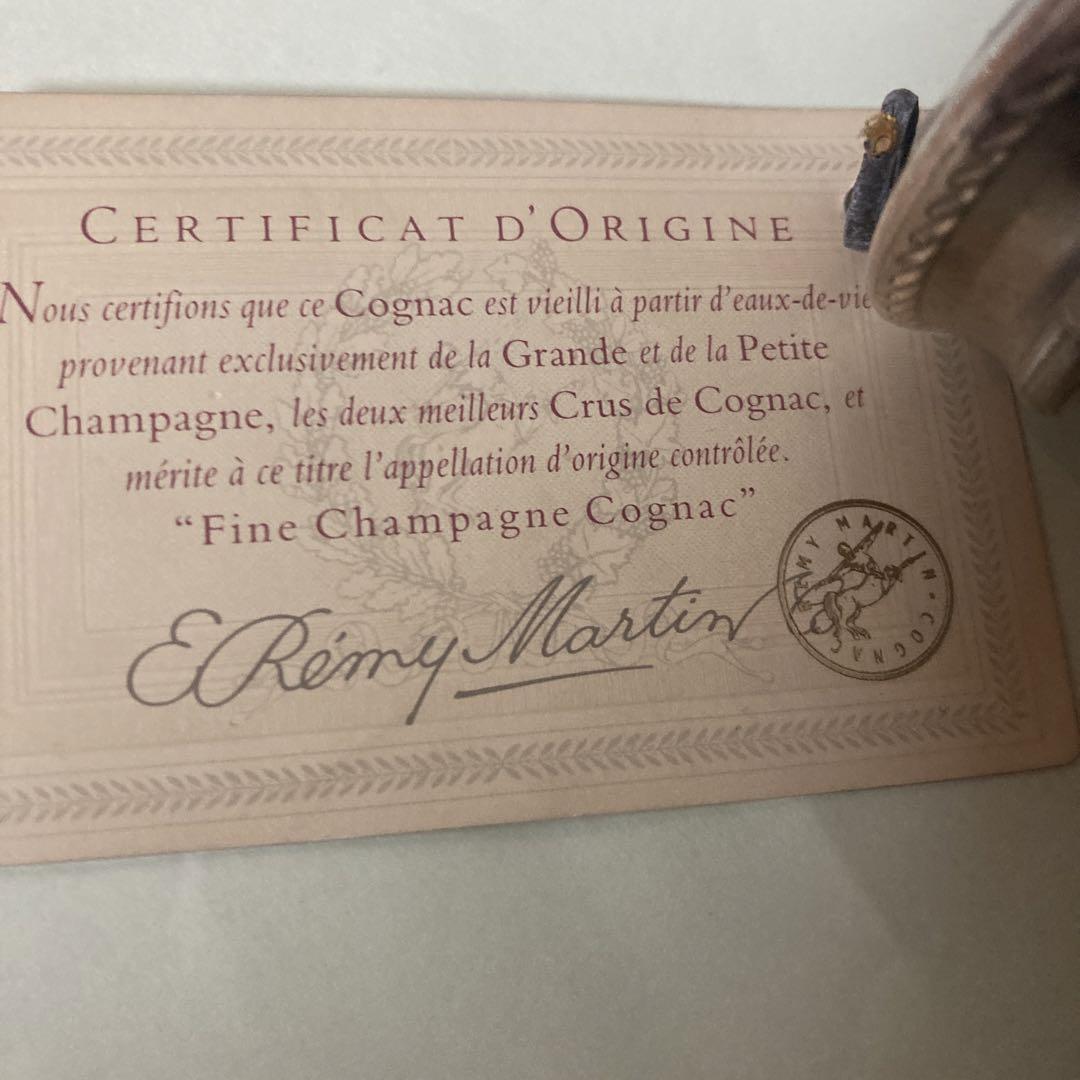 CERTIFICAT D'ORIGINE
Nous certifions que ce Cognac est vieilli à partir d'eaux-de-vie
provenant exclusivement de la Grande et de la Petite
Champagne, les deux meilleurs Crus de Cognac, et
mérite à ce titre l'appellation d'origine contrôlée.
“Fine Champagne Cognac”
E Rémy Martin
REMY MARTIN • COGNAC